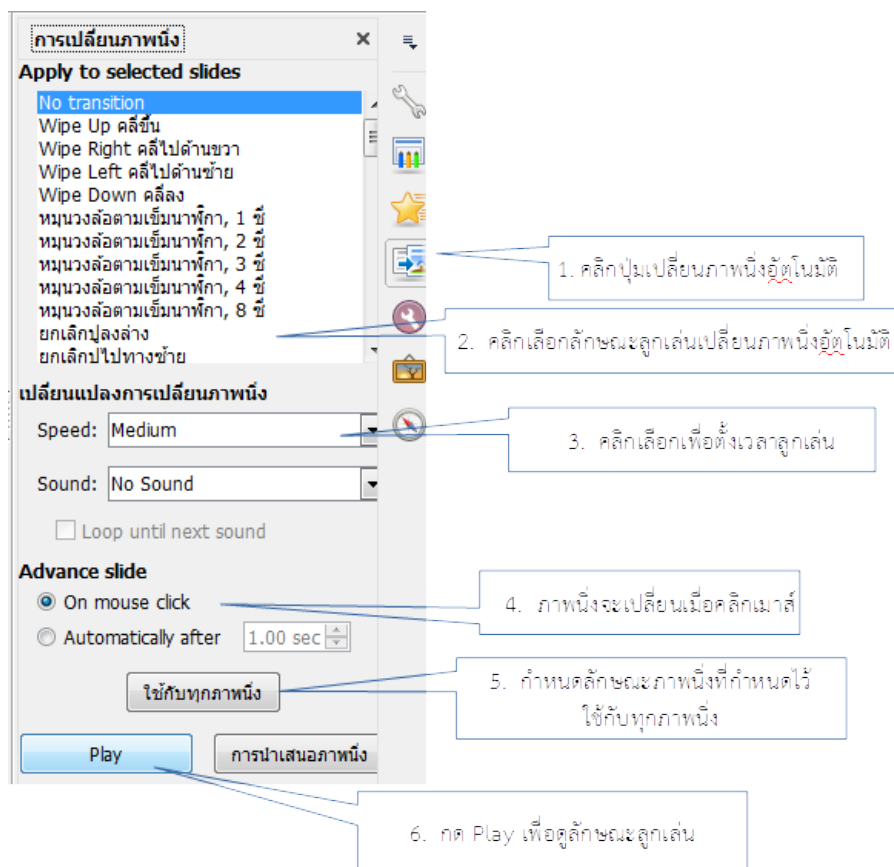 การเปลี่ยนภาพนิ่ง
Apply to selected slides
No transition
Wipe Up คลี่ขึ้น
Wipe Right คลี่ไปด้านขวา
Wipe Left คลี่ไปด้านซ้าย
Wipe Down คลี่ลง
หมุนวงล้อตามเข็มนาฬิกา, 1 ซี่
หมุนวงล้อตามเข็มนาฬิกา, 2 ซี่
หมุนวงล้อตามเข็มนาฬิกา, 3 ซี่
หมุนวงล้อตามเข็มนาฬิกา, 4 ซี่
หมุนวงล้อตามเข็มนาฬิกา, 8 ซี่
ยกเลิกปูลงล่าง
ยกเลิกปูไปทางซ้าย
เปลี่ยนแปลงการเปลี่ยนภาพนิ่ง
Speed: Medium
Sound: No Sound
Loop until next sound
Advance slide
On mouse click
Automatically after 1.00 sec
ใช้กับทุกภาพนิ่ง
Play การนำเสนอภาพนิ่ง
1. คลิกปุ่มเปลี่ยนภาพนิ่งอัตโนมัติ
2. คลิกเลือกลักษณะลูกเล่นเปลี่ยนภาพนิ่งอัตโนมัติ
3. คลิกเลือกเพื่อตั้งเวลาลูกเล่น
4. ภาพนิ่งจะเปลี่ยนเมื่อคลิกเมาส์
5. กำหนดลักษณะภาพนิ่งที่กำหนดไว้
ใช้กับทุกภาพนิ่ง
6. กด Play เพื่อดูลักษณะลูกเล่น